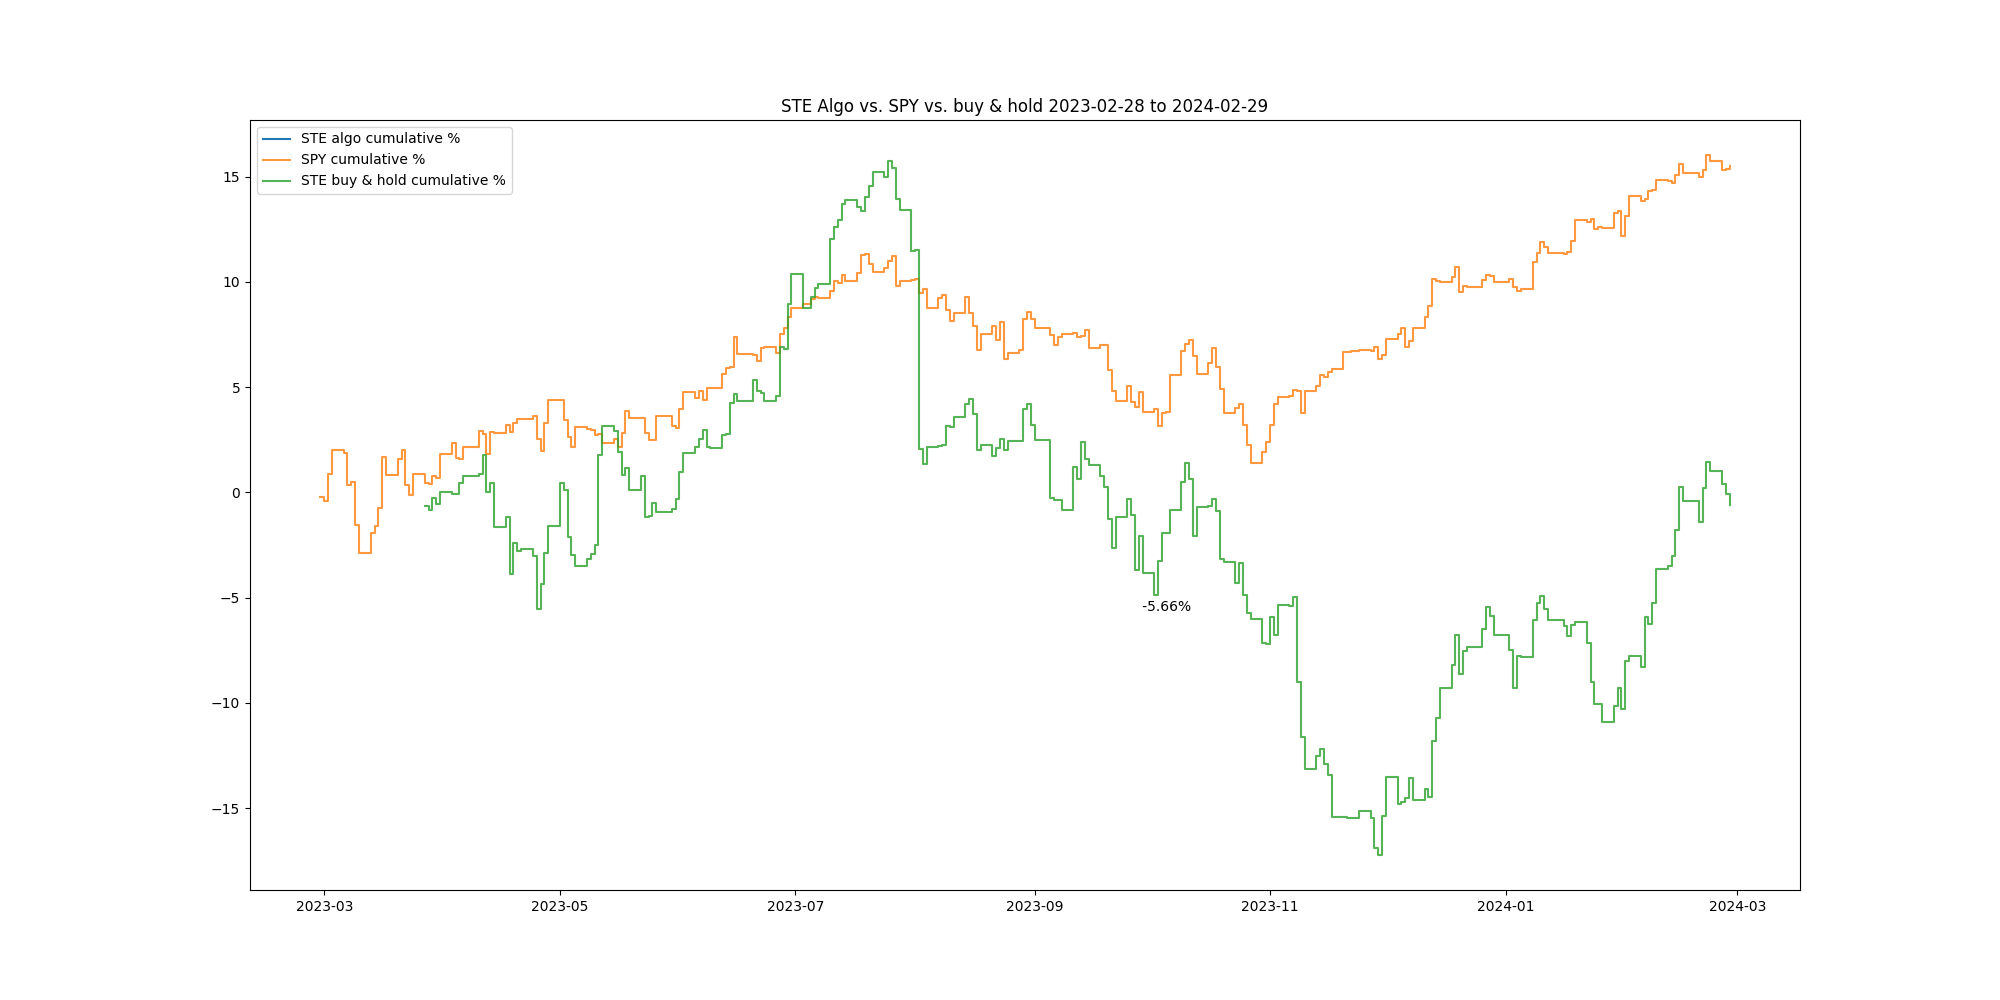 STE Algo vs. SPY vs. buy & hold 2023-02-28 to 2024-02-29
STE algo cumulative %
SPY cumulative %
STE buy & hold cumulative %
15
10
5
0
−5
−10
−15
-5.66%
2023-03 2023-05 2023-07 2023-09 2023-11 2024-01 2024-03